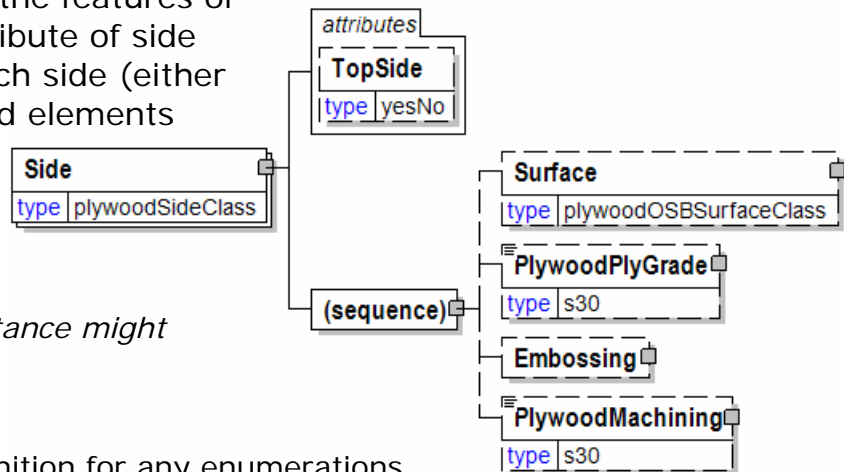 the features of
ibute of side
ch side (either
d elements
tance might
nition for any enumerations
attributes
TopSide
type yesNo
Side
type plywoodSideClass
(sequence)
Surface
type plywoodOSBSurfaceClass
PlywoodPlyGrade
type s30
Embossing
PlywoodMachining
type s30